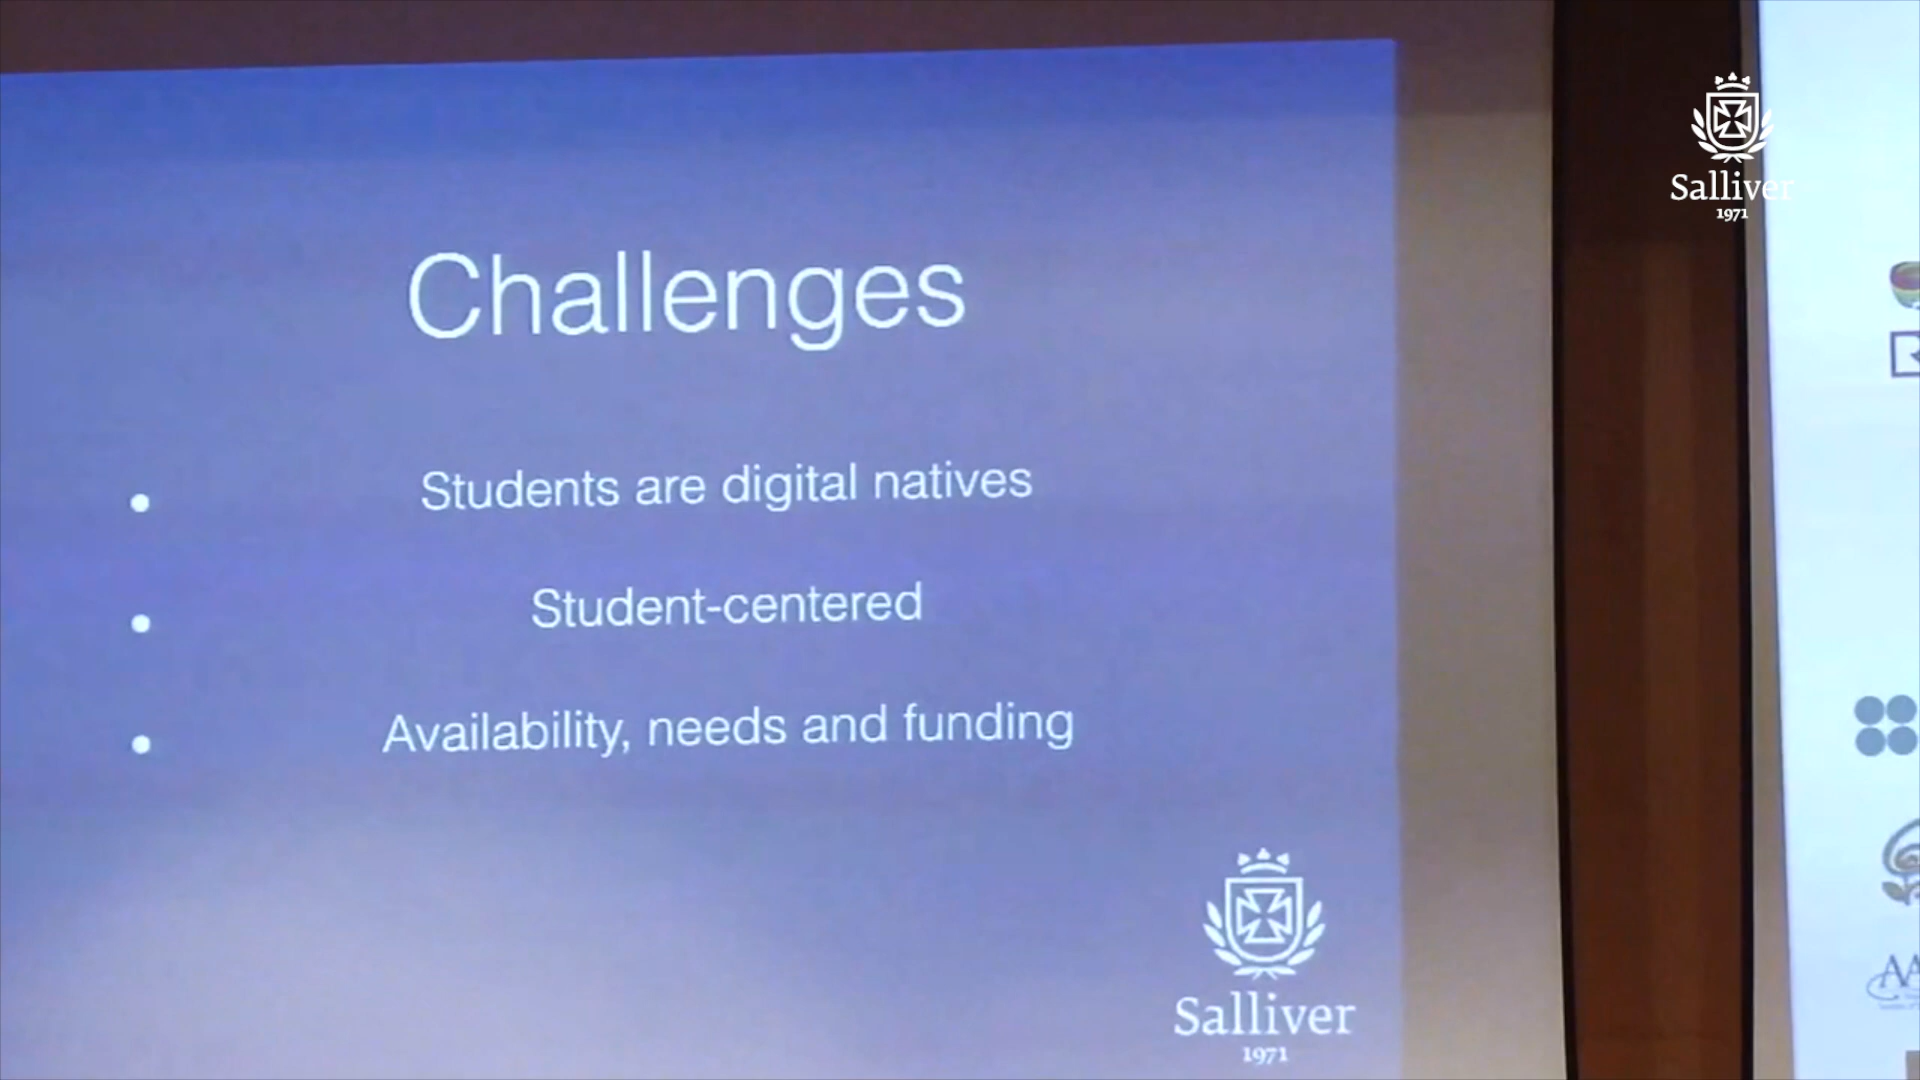 Salliver
1971
Challenges
• Students are digital natives
• Student-centered
• Availability, needs and funding
Salliver
1971